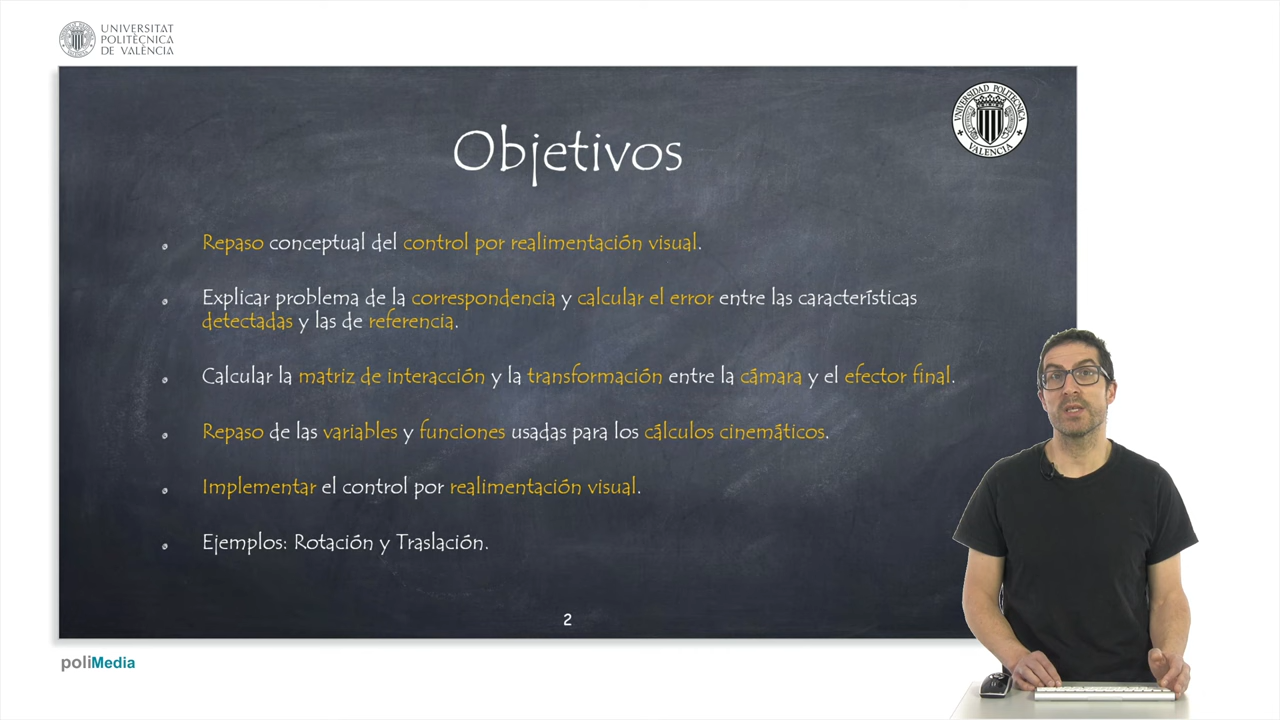 UNIVERSITAT
POLITÈCNICA
DE VALÈNCIA
UNIVERSIDAD POLITECNICA
VALENCIA
Objetivos
Repaso conceptual del control por realimentación visual.
Explicar problema de la correspondencia y calcular el error entre las características
detectadas y las de referencia.
Calcular la matriz de interacción y la transformación entre la cámara y el efector final.
Repaso de las variables y funciones usadas para los cálculos cinemáticos.
Implementar el control por realimentación visual.
Ejemplos: Rotación y Traslación.
2
poliMedia